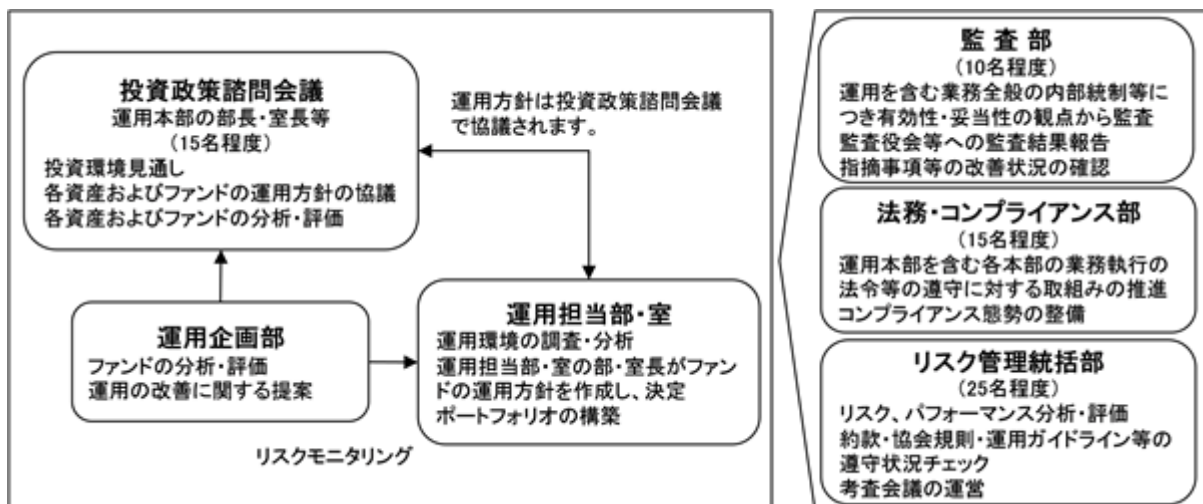 投資政策諮問会議
運用本部の部長・室長等
(15名程度)
投資環境見通し
各資産およびファンドの運用方針の協議
各資産およびファンドの分析・評価
運用方針は投資政策諮問会議
で協議されます。
運用企画部
ファンドの分析・評価
運用の改善に関する提案
運用担当部・室
運用環境の調査・分析
運用担当部・室の部・室長がファン
ドの運用方針を作成し、決定
ポートフォリオの構築
リスクモニタリング
監 査 部
(10名程度)
運用を含む業務全般の内部統制等に
つき有効性・妥当性の観点から監査
監査役会等への監査結果報告
指摘事項等の改善状況の確認
法務・コンプライアンス部
(15名程度)
運用本部を含む各本部の業務執行の
法令等の遵守に対する取組みの推進
コンプライアンス態勢の整備
リスク管理統括部
(25名程度)
リスク、パフォーマンス分析・評価
約款・協会規則・運用ガイドライン等の
遵守状況チェック
考査会議の運営